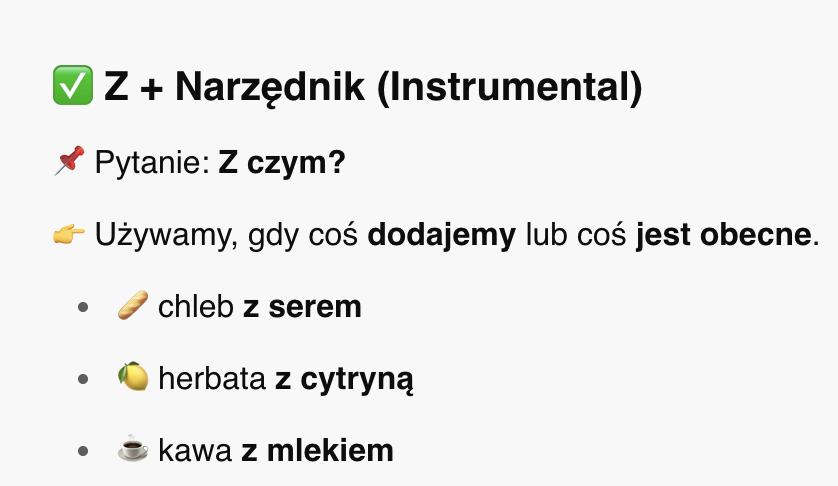 ✅ Z + Narzędnik (Instrumental)
📌 Pytanie: Z czym?
👉 Używamy, gdy coś dodajemy lub coś jest obecne.
• 🥖 chleb z serem
• 🍋 herbata z cytryną
• ☕ kawa z mlekiem